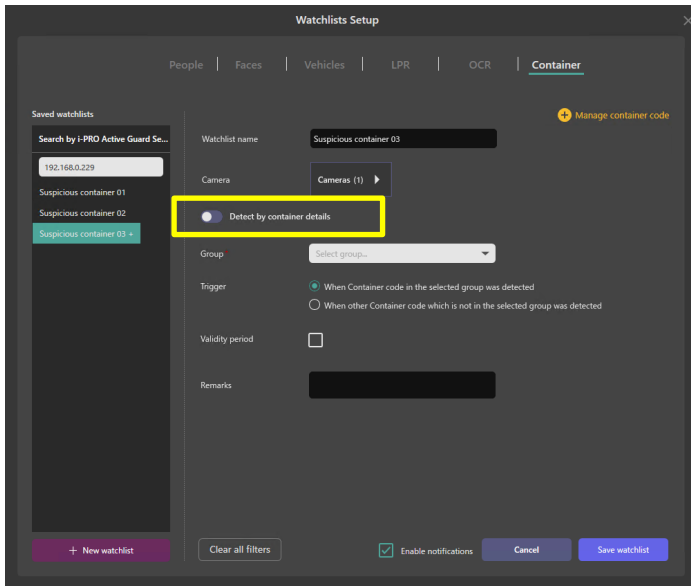 Watchlists Setup
People | Faces | Vehicles | LPR | OCR | Container
Saved watchlists
Manage container code
Search by i-PRO Active Guard Se...
192.168.0.229
Suspicious container 01
Suspicious container 02
Suspicious container 03 +
Watchlist name
Suspicious container 03
Camera
Cameras (1)
Detect by container details
Group*
Select group...
Trigger
When Container code in the selected group was detected
When other Container code which is not in the selected group was detected
Validity period
Remarks
+ New watchlist
Clear all filters
Enable notifications
Cancel
Save watchlist